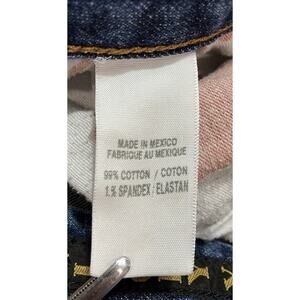 MADE IN MEXICO
FABRIQUE AU MEXIQUE
99% COTTON / COTON
1.% SPANDEX / ELASTAN